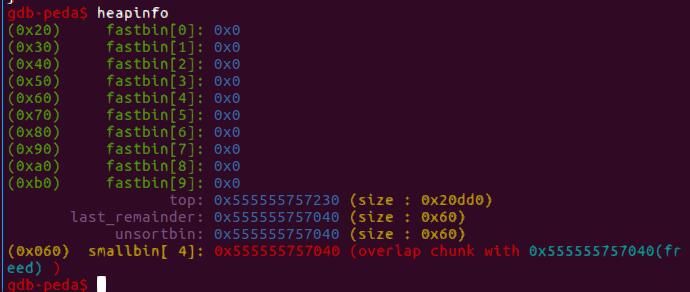 gdb-peda$ heapinfo
(0x20)     fastbin[0]: 0x0
(0x30)     fastbin[1]: 0x0
(0x40)     fastbin[2]: 0x0
(0x50)     fastbin[3]: 0x0
(0x60)     fastbin[4]: 0x0
(0x70)     fastbin[5]: 0x0
(0x80)     fastbin[6]: 0x0
(0x90)     fastbin[7]: 0x0
(0xa0)     fastbin[8]: 0x0
(0xb0)     fastbin[9]: 0x0
top: 0x555555757230 (size : 0x20dd0)
last_remainder: 0x555555757040 (size : 0x60)
unsortbin: 0x555555757040 (size : 0x60)
(0x060)  smallbin[ 4]: 0x555555757040 (overlap chunk with 0x555555757040(fr
eed) )
gdb-peda$